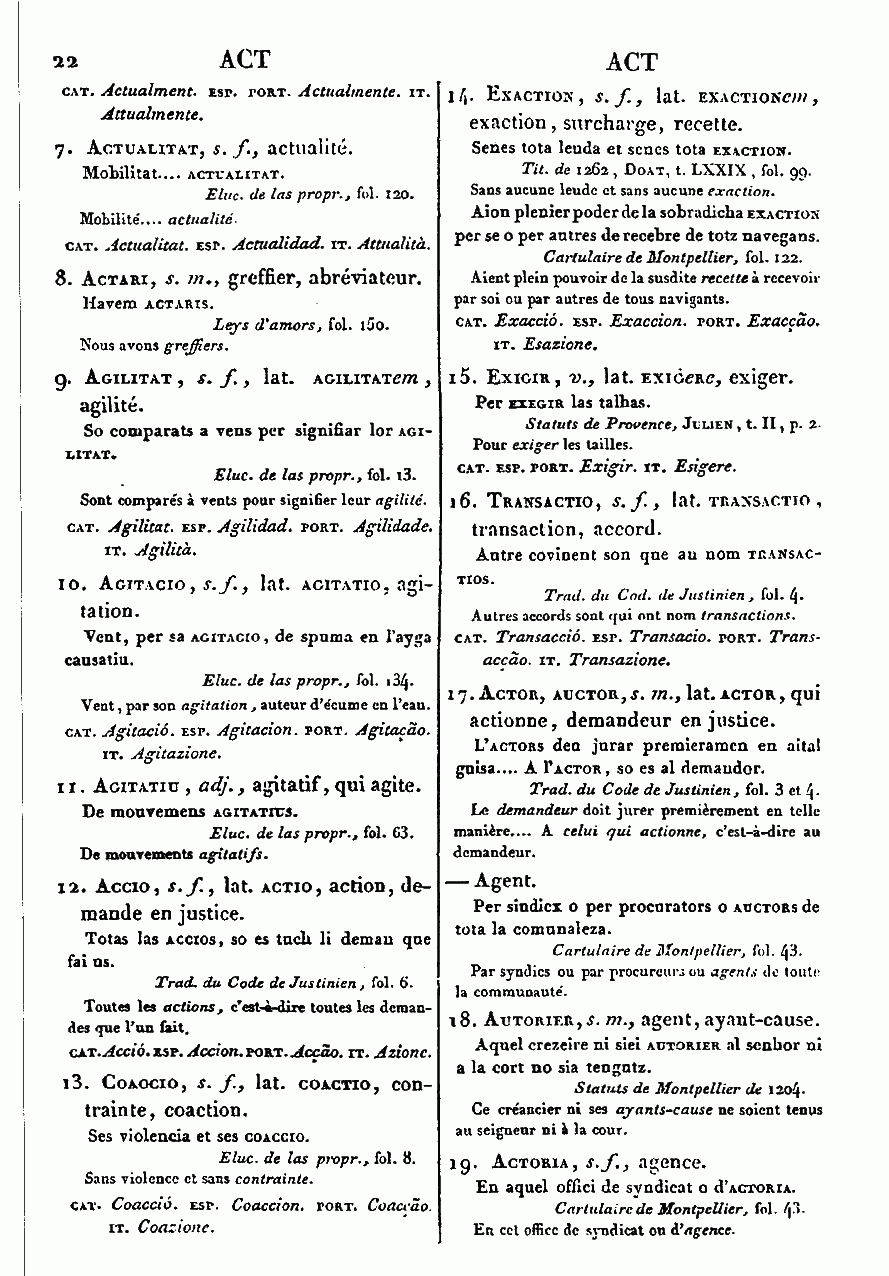 22 ACT ACT
CAT. Actualment. ESP. PORT. Actualmente. IT.
Attualmente.
7. ACTUALITAT, s. f., actualité.
Mobilitat.... ACTUALITAT.
Eluc. de las propr., fol. 120.
Mobilité.... actualité.
CAT. Actualitat. ESP. Actualidad. IT. Attualità.
8. ACTARI, s. m., greffier, abréviateur.
Havem ACTARIS.
Leys d'amors, fol. 150.
Nous avons greffiers.
9. AGILITAT, s. f., lat. AGILITATem,
agilité.
So comparats a vens per signifiar lor AGI-
LITAT.
Eluc. de las propr., fol. 13.
Sont comparés à vents pour signifier leur agilité.
CAT. Agilitat. ESP. Agilidad. PORT. Agilidade.
IT. Agilità.
10. AGITACIO, s. f., lat. AGITATIO, agi-
tation.
Vent, per sa AGITACIO, de spuma en l'ayga
causatiu.
Eluc. de las propr., fol. 134.
Vent, par son agitation, auteur d'écume en l'eau.
CAT. Agitació. ESP. Agitacion. PORT. Agitação.
IT. Agitazione.
11. AGITATIU, adj., agitatif, qui agite.
De mouvemens AGITATIUS.
Eluc. de las propr., fol. 63.
De mouvements agitatifs.
12. ACCIO, s. f., lat. ACTIO, action, de-
mande en justice.
Totas las ACCIOS, so es tuch li deman que
fai us.
Trad. du Code de Justinien, fol. 6.
Toutes les actions, c'est-à-dire toutes les deman-
des que l'un fait.
CAT. Acció. ESP. Accion. PORT. Acção. IT. Azione.
13. COACCIO, s. f., lat. COACTIO, con-
trainte, coaction.
Ses violencia et ses COACCIO.
Eluc. de las propr., fol. 8.
Sans violence et sans contrainte.
CAT. Coacció. ESP. Coaccion. PORT. Coacção.
IT. Coazione.
14. EXACTION, s. f., lat. EXACTIONem,
exaction, surcharge, recette.
Senes tota leuda et senes tota EXACTION.
Tit. de 1262, DOAT, t. LXXIX, fol. 99.
Sans aucune leude et sans aucune exaction.
Aion plenier poder de la sobradicha EXACTION
per se o per autres de recebre de totz navegans.
Cartulaire de Montpellier, fol. 122.
Aient plein pouvoir de la susdite recette à recevoir
par soi ou par autres de tous navigants.
CAT. Exacció. ESP. Exaccion. PORT. Exacção.
IT. Esazione.
15. EXIGIR, v., lat. EXIGERE, exiger.
Per EXEGIR las talhas.
Statuts de Provence, JULIEN, t. II, p. 2.
Pour exiger les tailles.
CAT. ESP. PORT. Exigir. IT. Esigere.
16. TRANSACTIO, s. f., lat. TRANSACTIO,
transaction, accord.
Autre covinent son que au nom TRANSAC-
TIOS.
Trad. du Cod. de Justinien, fol. 4.
Autres accords sont qui ont nom transactions.
CAT. Transacció. ESP. Transacio. PORT. Trans-
acção. IT. Transazione.
17. ACTOR, AUCTOR, s. m., lat. ACTOR, qui
actionne, demandeur en justice.
L'ACTORS deu jurar premieramen en aital
guisa.... A l'ACTOR, so es al demandor.
Trad. du Code de Justinien, fol. 3 et 4.
Le demandeur doit jurer premièrement en telle
manière.... A celui qui actionne, c'est-à-dire au
demandeur.
— Agent.
Per sindicx o per procurators o AUCTORS de
tota la comunaleza.
Cartulaire de Montpellier, fol. 43.
Par syndics ou par procureurs ou agents de toute
la communauté.
18. AUTORIER, s. m., agent, ayant-cause.
Aquel crezeire ni siei AUTORIER al senhor ni
a la cort no sia tengutz.
Statuts de Montpellier de 1204.
Ce créancier ni ses ayants-cause ne soient tenus
au seigneur ni à la cour.
19. ACTORIA, s. f., agence.
En aquel offici de syndicat o d'ACTORIA.
Cartulaire de Montpellier, fol. 43.
En cet office de syndicat ou d'agence.